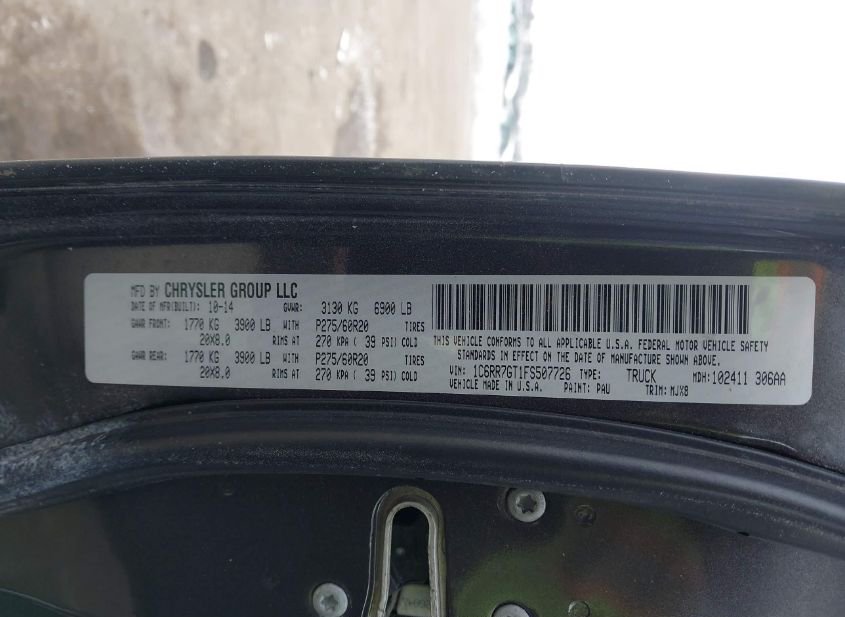 MFD BY CHRYSLER GROUP LLC
DATE OF MFR(BUILT): 10-14 GVWR: 3130 KG 6900 LB
GAWR FRONT: 1770 KG 3900 LB WITH P275/60R20 TIRES
20X8.0 RIMS AT 270 KPA ( 39 PSI) COLD
GAWR REAR: 1770 KG 3900 LB WITH P275/60R20 TIRES
20X8.0 RIMS AT 270 KPA ( 39 PSI) COLD
THIS VEHICLE CONFORMS TO ALL APPLICABLE U.S.A. FEDERAL MOTOR VEHICLE SAFETY
STANDARDS IN EFFECT ON THE DATE OF MANUFACTURE SHOWN ABOVE.
VIN: 1C6RR7GT1FS507726 TYPE: TRUCK MDH: 102411 306AA
VEHICLE MADE IN U.S.A. PAINT: PAU TRIM: MJX8